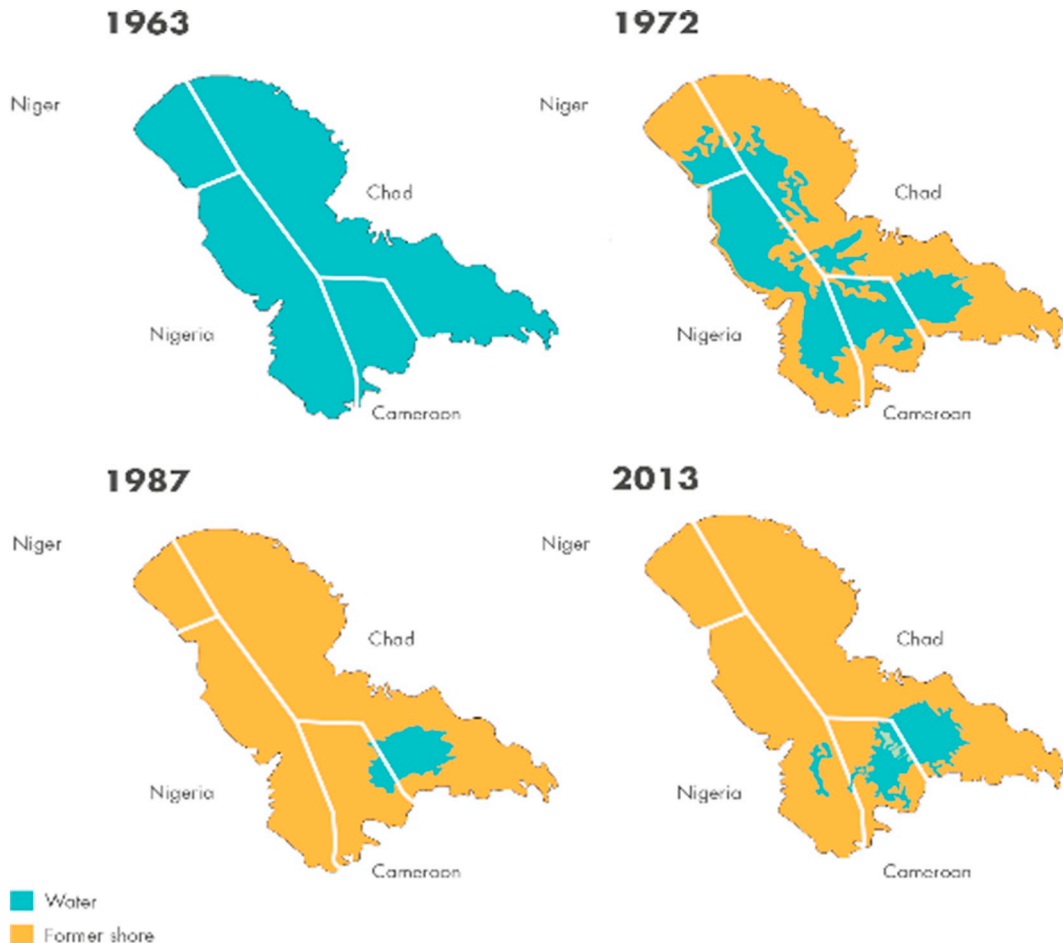 1963
1972
Niger
Niger
Chad
Chad
Nigeria
Nigeria
Cameroon
Cameroon
1987
2013
Niger
Niger
Chad
Chad
Nigeria
Nigeria
Cameroon
Cameroon
Water
Former shore